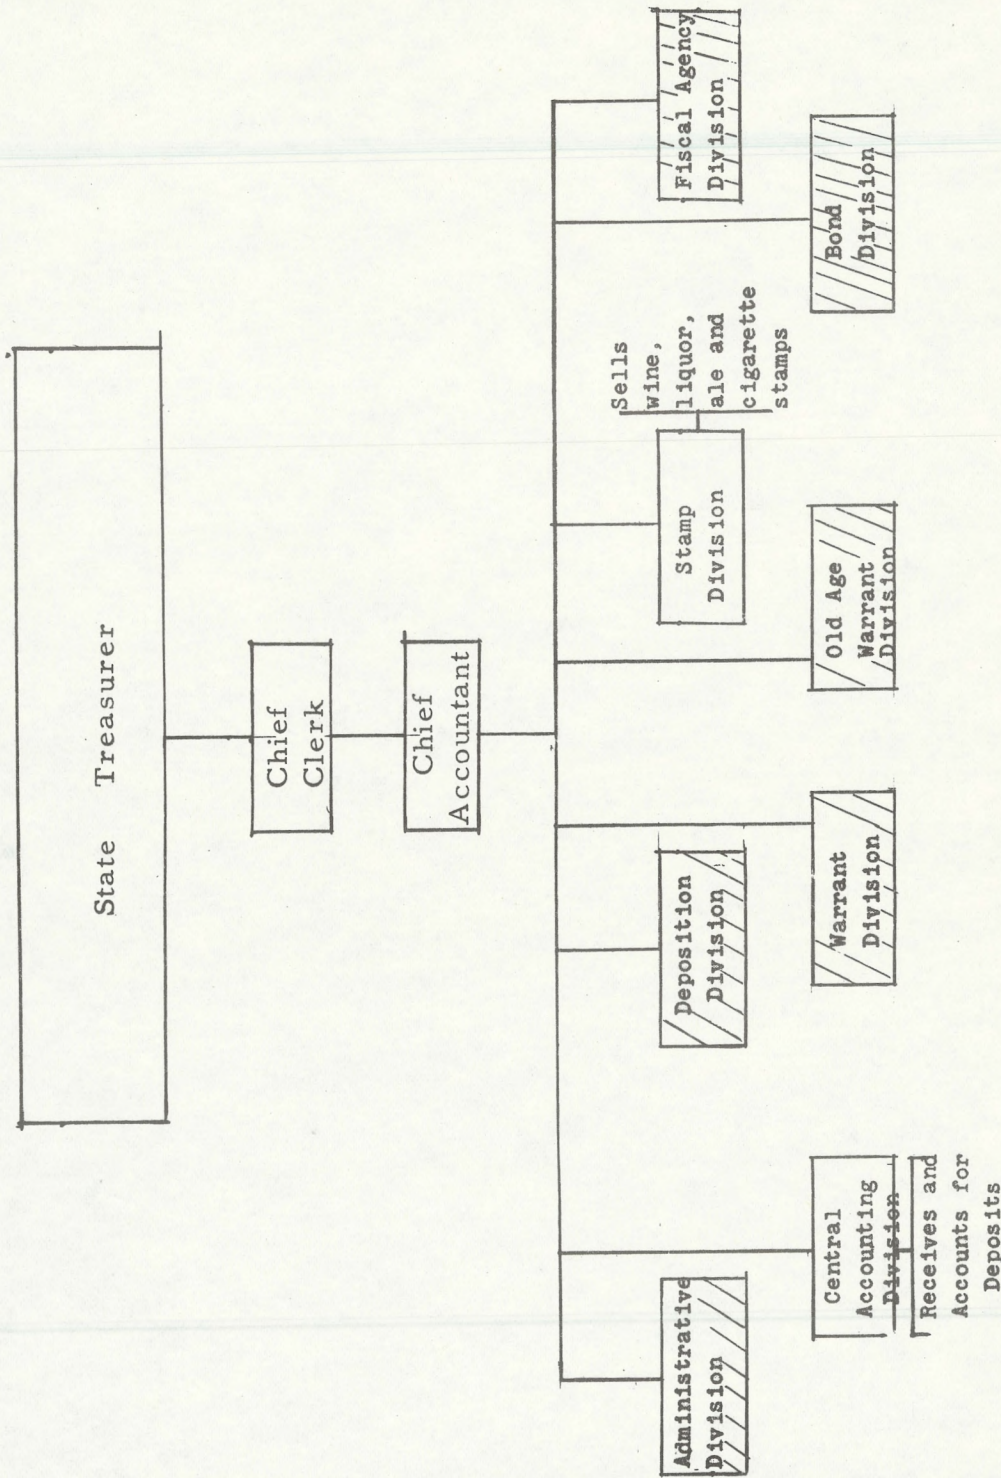 State Treasurer
Chief
Clerk
Chief
Accountant
Administrative
Division
Central
Accounting
Division
Receives and
Accounts for
Deposits
Deposition
Division
Warrant
Division
Old Age
Warrant
Division
Stamp
Division
Sells
wine,
liquor,
ale and
cigarette
stamps
Bond
Division
Fiscal Agency
Division